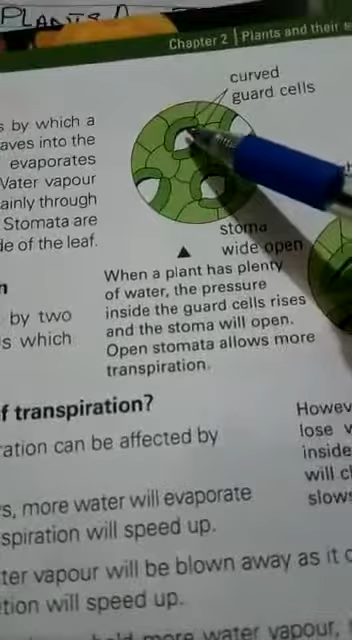 PLANTS
Chapter 2 | Plants and their
curved
guard cells
s by which a
aves into the
evaporates
Water vapour
ainly through
Stomata are
de of the leaf.
stoma
wide open
When a plant has plenty
of water, the pressure
inside the guard cells rises
and the stoma will open.
Open stomata allows more
transpiration.
n
by two
s which
f transpiration?
ration can be affected by
s, more water will evaporate
spiration will speed up.
ter vapour will be blown away as it
tion will speed up.
hold more water vapour,
Howev
lose
inside
will cl
slows